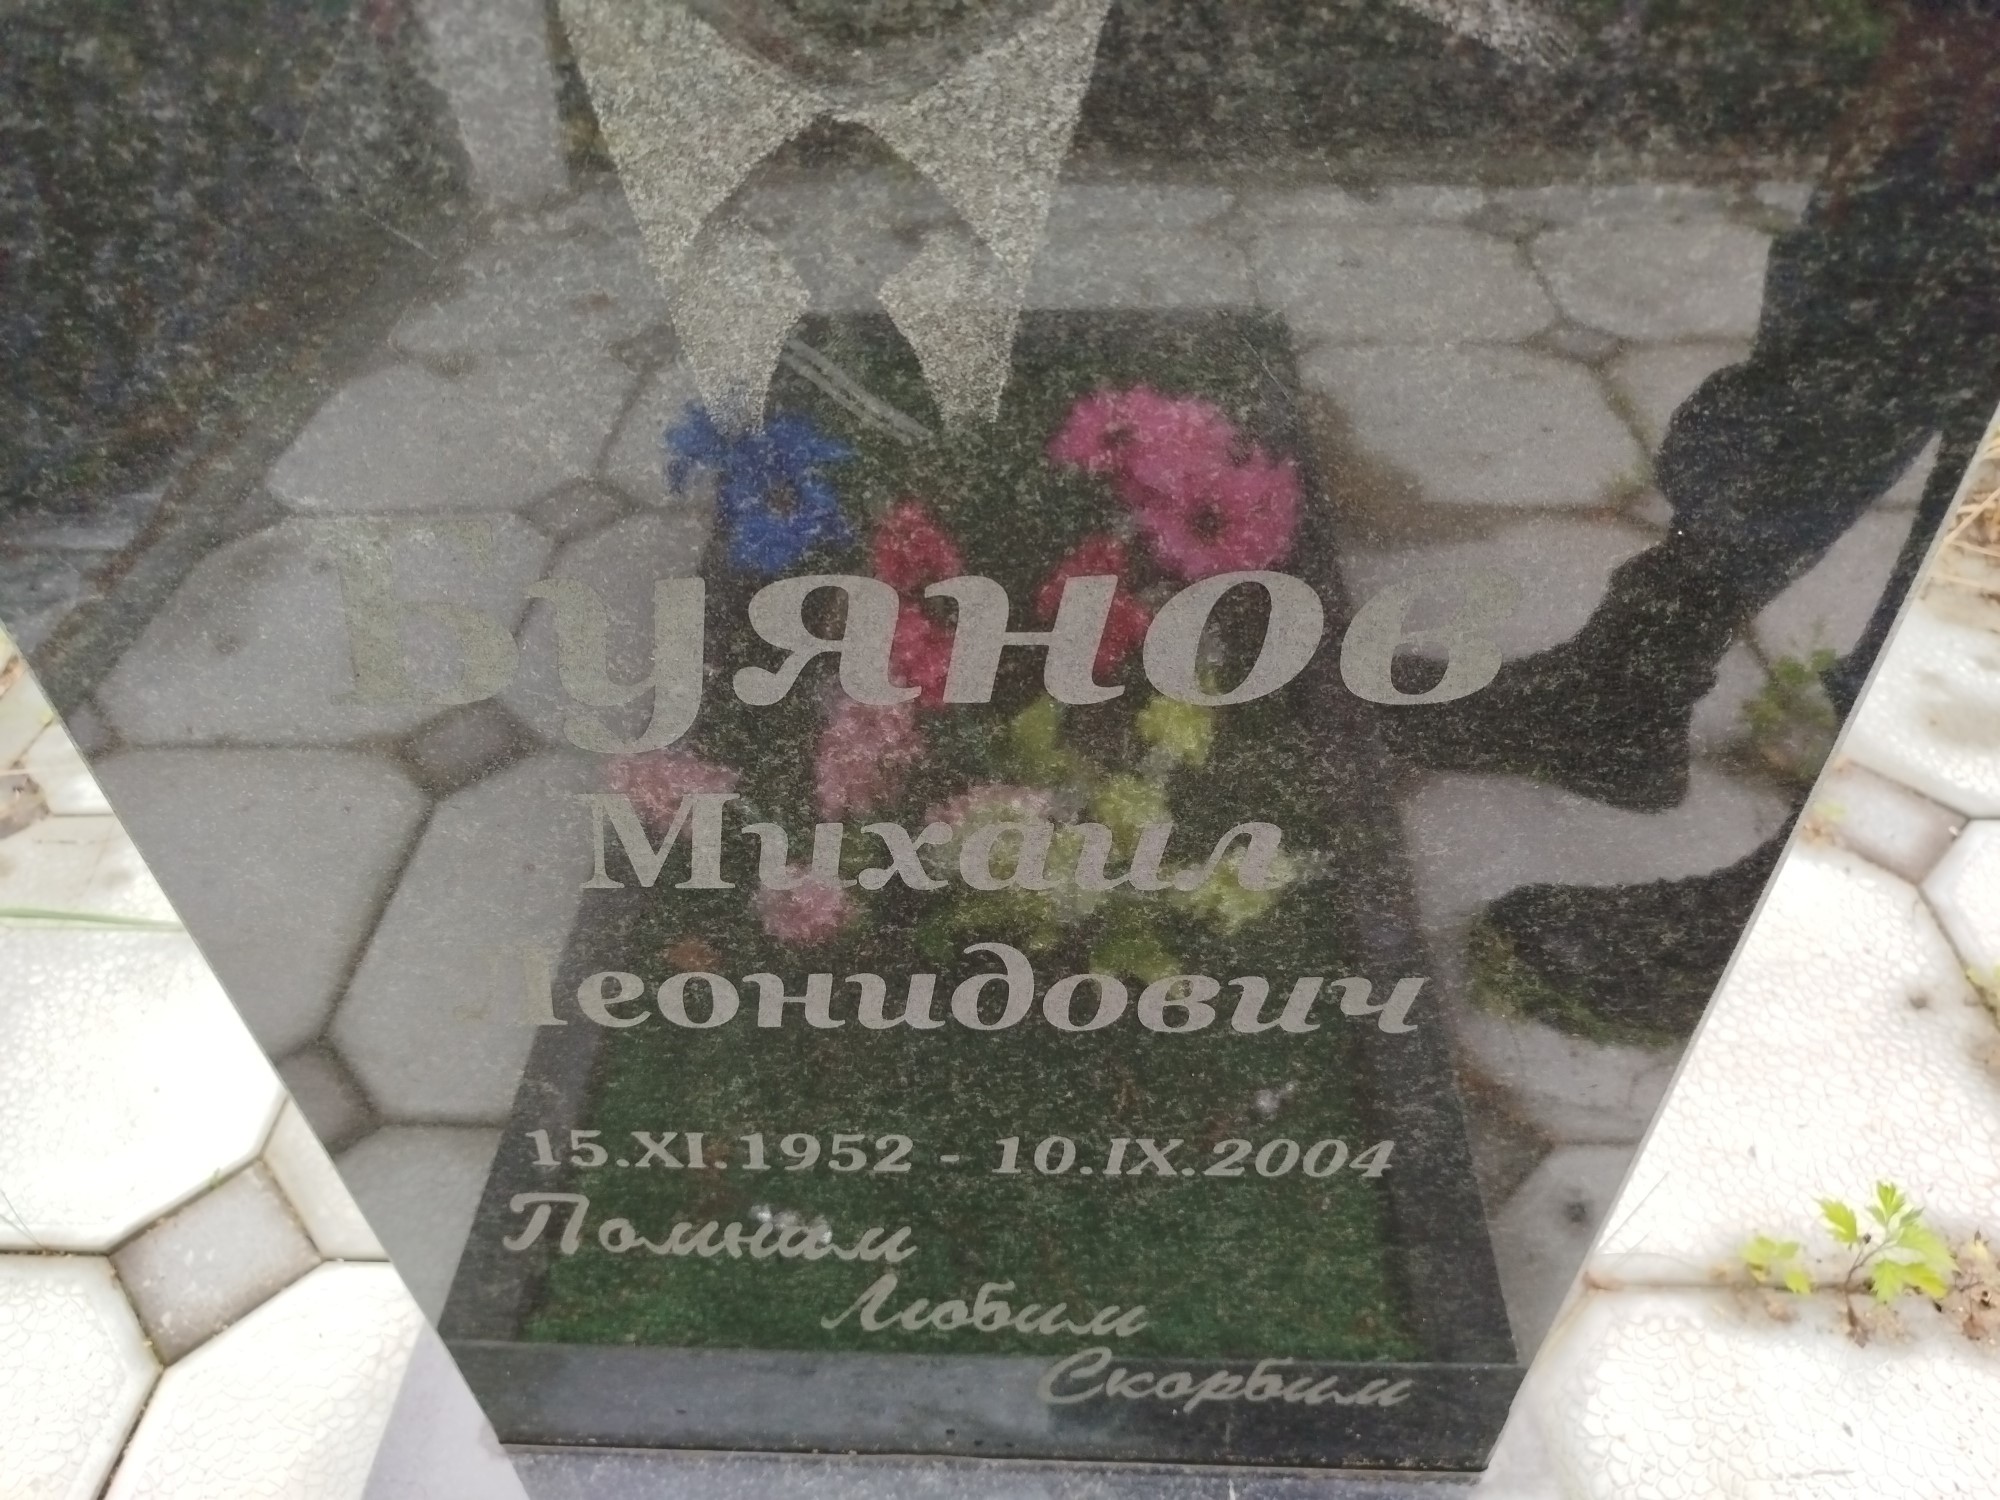 Буянов
Михаил
Леонидович
15.XI.1952 - 10.IX.2004
Помним
Любим
Скорбим